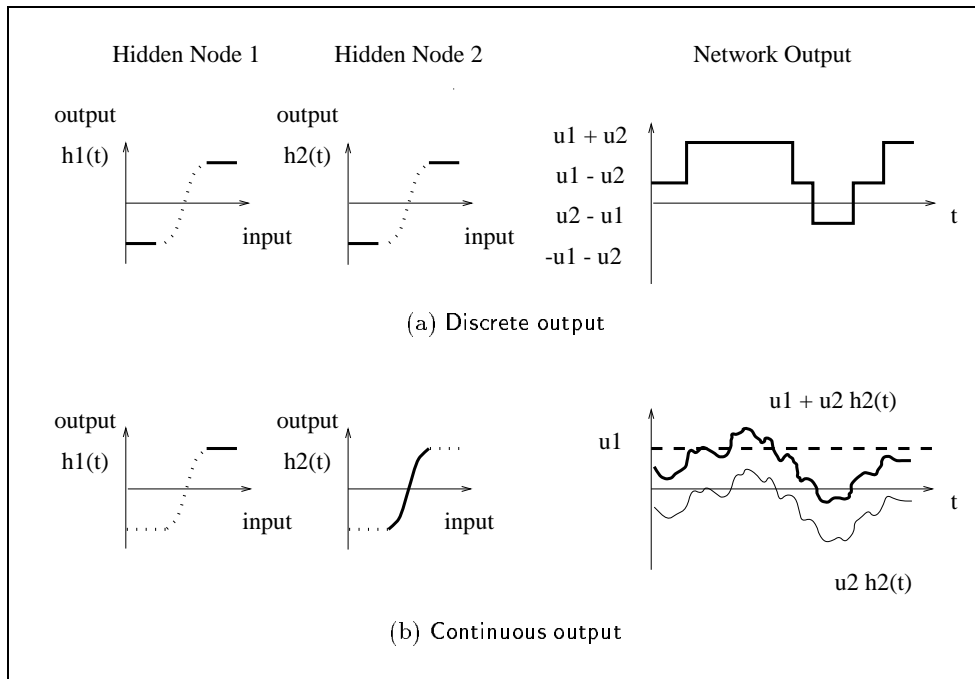 Hidden Node 1
Hidden Node 2
Network Output
output
h1(t)
input
output
h2(t)
input
u1 + u2
u1 - u2
u2 - u1
-u1 - u2
t
(a) Discrete output
output
h1(t)
input
output
h2(t)
input
u1 + u2 h2(t)
u1
t
u2 h2(t)
(b) Continuous output